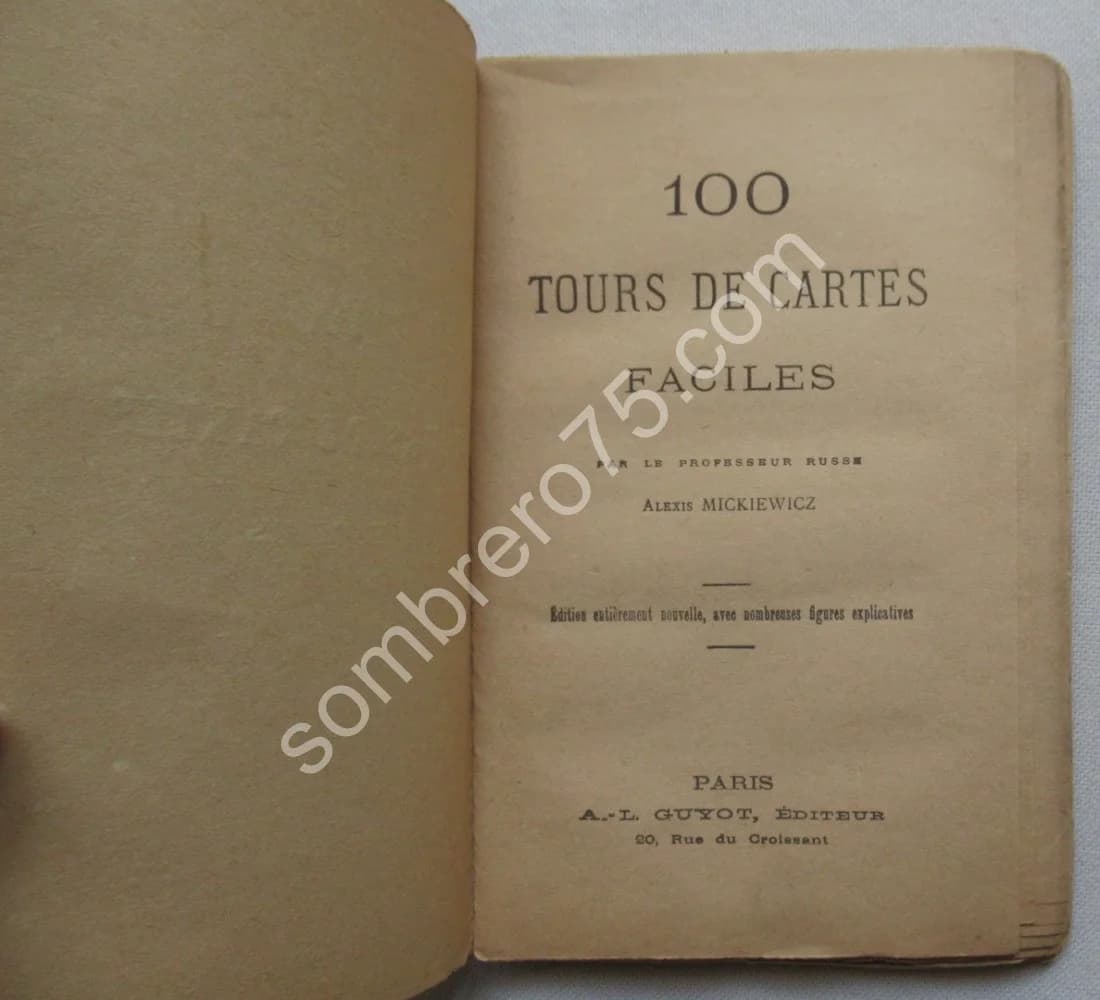 100
TOURS DE CARTES
FACILES
PAR LE PROFESSEUR RUSSE
ALEXIS MICKIEWICZ
Édition entièrement nouvelle, avec nombreuses figures explicatives
PARIS
A.-L. GUYOT, ÉDITEUR
20, Rue du Croissant
sombrero75.com